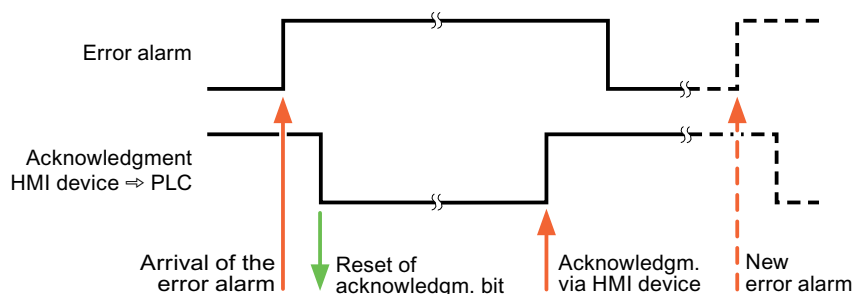 Error alarm
Acknowledgment
HMI device ⇨ PLC
Arrival of the
error alarm
Reset of
acknowledgm. bit
Acknowledgm.
via HMI device
New
error alarm